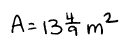 A = 13 4/9 m²